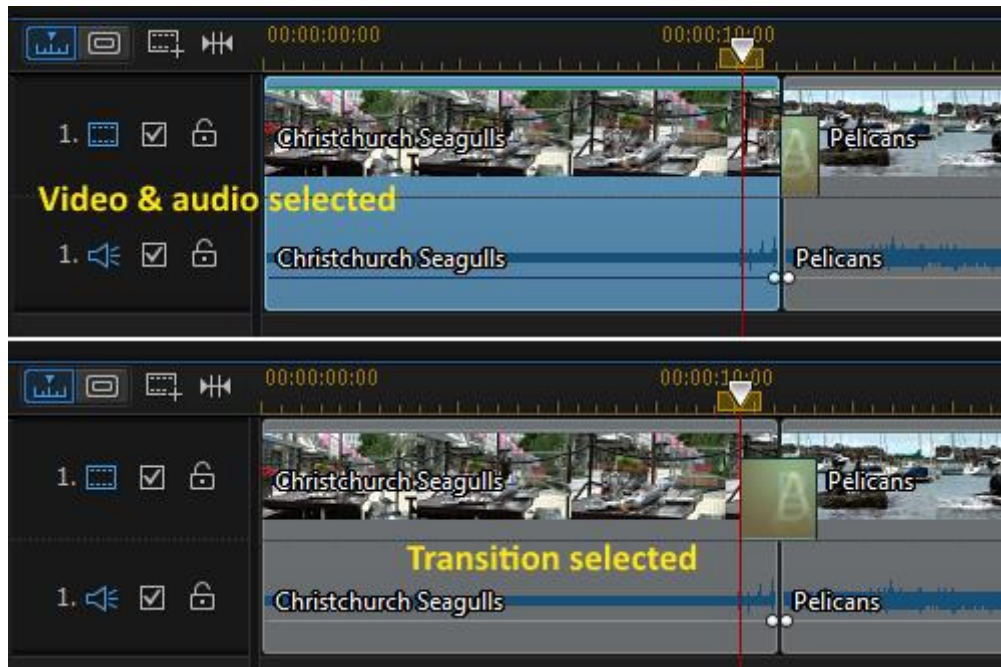 00:00:00:00 00:00:10:00
1. Christchurch Seagulls Pelicans
Video & audio selected
1. Christchurch Seagulls Pelicans
00:00:00:00 00:00:10:00
1. Christchurch Seagulls Pelicans
Transition selected
1. Christchurch Seagulls Pelicans